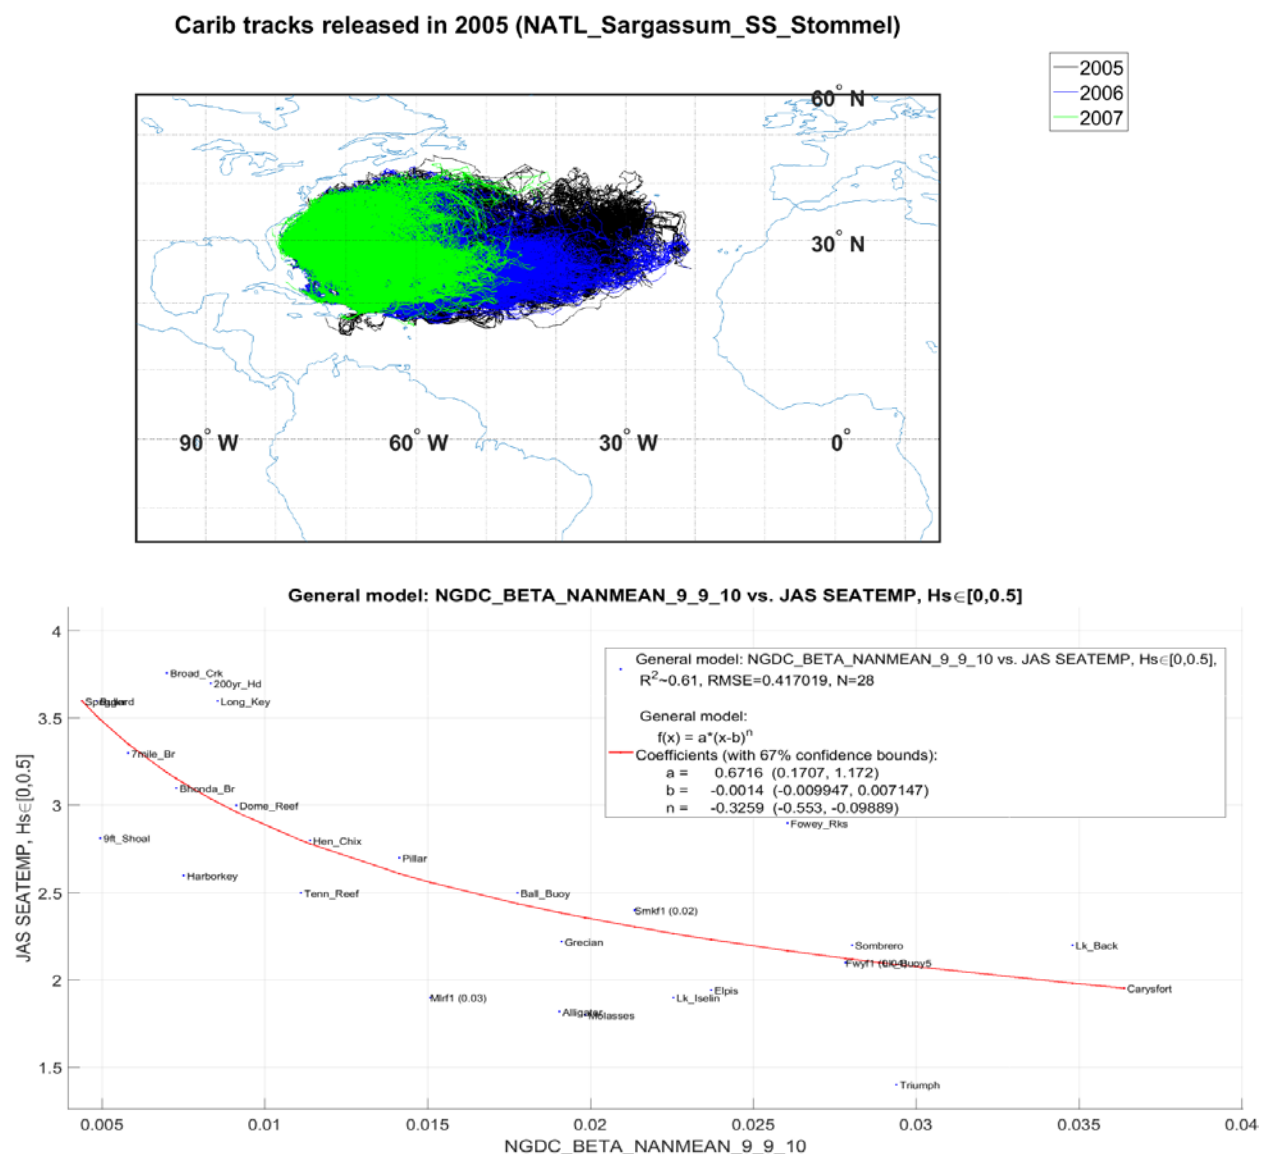 Carib tracks released in 2005 (NATL_Sargassum_SS_Stommel)
2005
2006
2007
60° N
30° N
90° W
60° W
30° W
0°
General model: NGDC_BETA_NANMEAN_9_9_10 vs. JAS SEATEMP, Hs∈[0,0.5]
General model: NGDC_BETA_NANMEAN_9_9_10 vs. JAS SEATEMP, Hs∈[0,0.5],
R²~0.61, RMSE=0.417019, N=28
General model:
f(x) = a*(x-b)ⁿ
Coefficients (with 67% confidence bounds):
a = 0.6716 (0.1707, 1.172)
b = -0.0014 (-0.009947, 0.007147)
n = -0.3259 (-0.553, -0.09889)
JAS SEATEMP, Hs∈[0,0.5]
4
3.5
3
2.5
2
1.5
Broad_Crk
200yr_Hd
Long_Key
7mile_Br
Bhonda_Br
Dome_Reef
9ft_Shoal
Hen_Chix
Fowey_Rks
Pillar
Harborkey
Tenn_Reef
Ball_Buoy
Smkf1 (0.02)
Grecian
Sombrero
Lk_Back
Elpis
Carysfort
Mlrf1 (0.03)
Lk_Iselin
Alligator
Molasses
Triumph
0.005
0.01
0.015
0.02
0.025
0.03
0.035
0.04
NGDC_BETA_NANMEAN_9_9_10